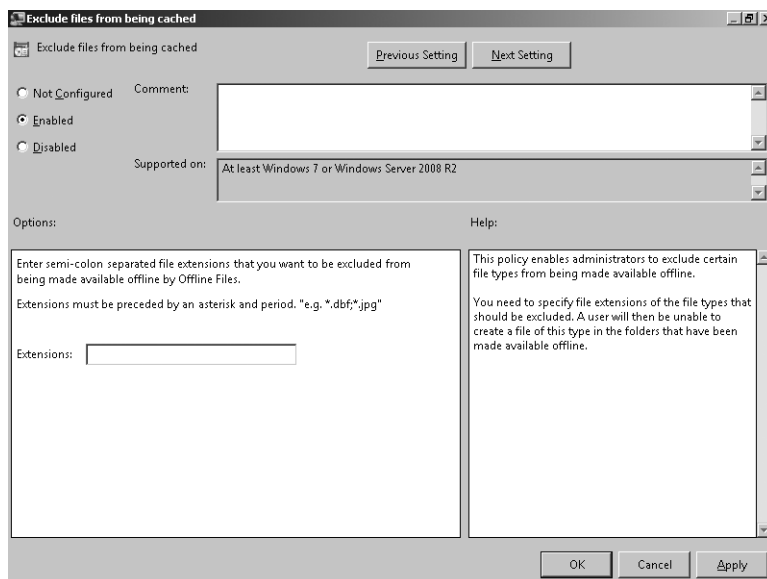 Exclude files from being cached
Exclude files from being cached
Previous Setting
Next Setting
Not Configured
Comment:
Enabled
Disabled
Supported on:
At least Windows 7 or Windows Server 2008 R2
Options:
Help:
Enter semi-colon separated file extensions that you want to be excluded from
being made available offline by Offline Files.
Extensions must be preceded by an asterisk and period. "e.g. *.dbf;*.jpg"
Extensions:
This policy enables administrators to exclude certain
file types from being made available offline.
You need to specify file extensions of the file types that
should be excluded. A user will then be unable to
create a file of this type in the folders that have been
made available offline.
OK
Cancel
Apply